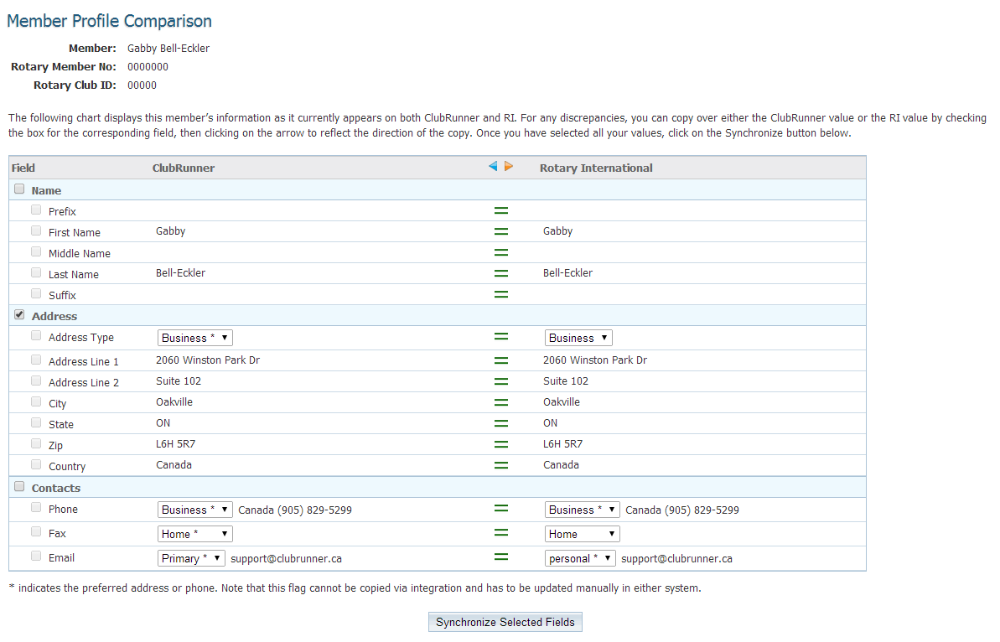 Member Profile Comparison
Member: Gabby Bell-Eckler
Rotary Member No: 0000000
Rotary Club ID: 00000
The following chart displays this member's information as it currently appears on both ClubRunner and RI. For any discrepancies, you can copy over either the ClubRunner value or the RI value by checking
the box for the corresponding field, then clicking on the arrow to reflect the direction of the copy. Once you have selected all your values, click on the Synchronize button below.
Field ClubRunner Rotary International
Name
Prefix
First Name Gabby Gabby
Middle Name
Last Name Bell-Eckler Bell-Eckler
Suffix
Address
Address Type Business * Business
Address Line 1 2060 Winston Park Dr 2060 Winston Park Dr
Address Line 2 Suite 102 Suite 102
City Oakville Oakville
State ON ON
Zip L6H 5R7 L6H 5R7
Country Canada Canada
Contacts
Phone Business * Canada (905) 829-5299 Business * Canada (905) 829-5299
Fax Home * Home
Email Primary * support@clubrunner.ca personal * support@clubrunner.ca
* indicates the preferred address or phone. Note that this flag cannot be copied via integration and has to be updated manually in either system.
Synchronize Selected Fields